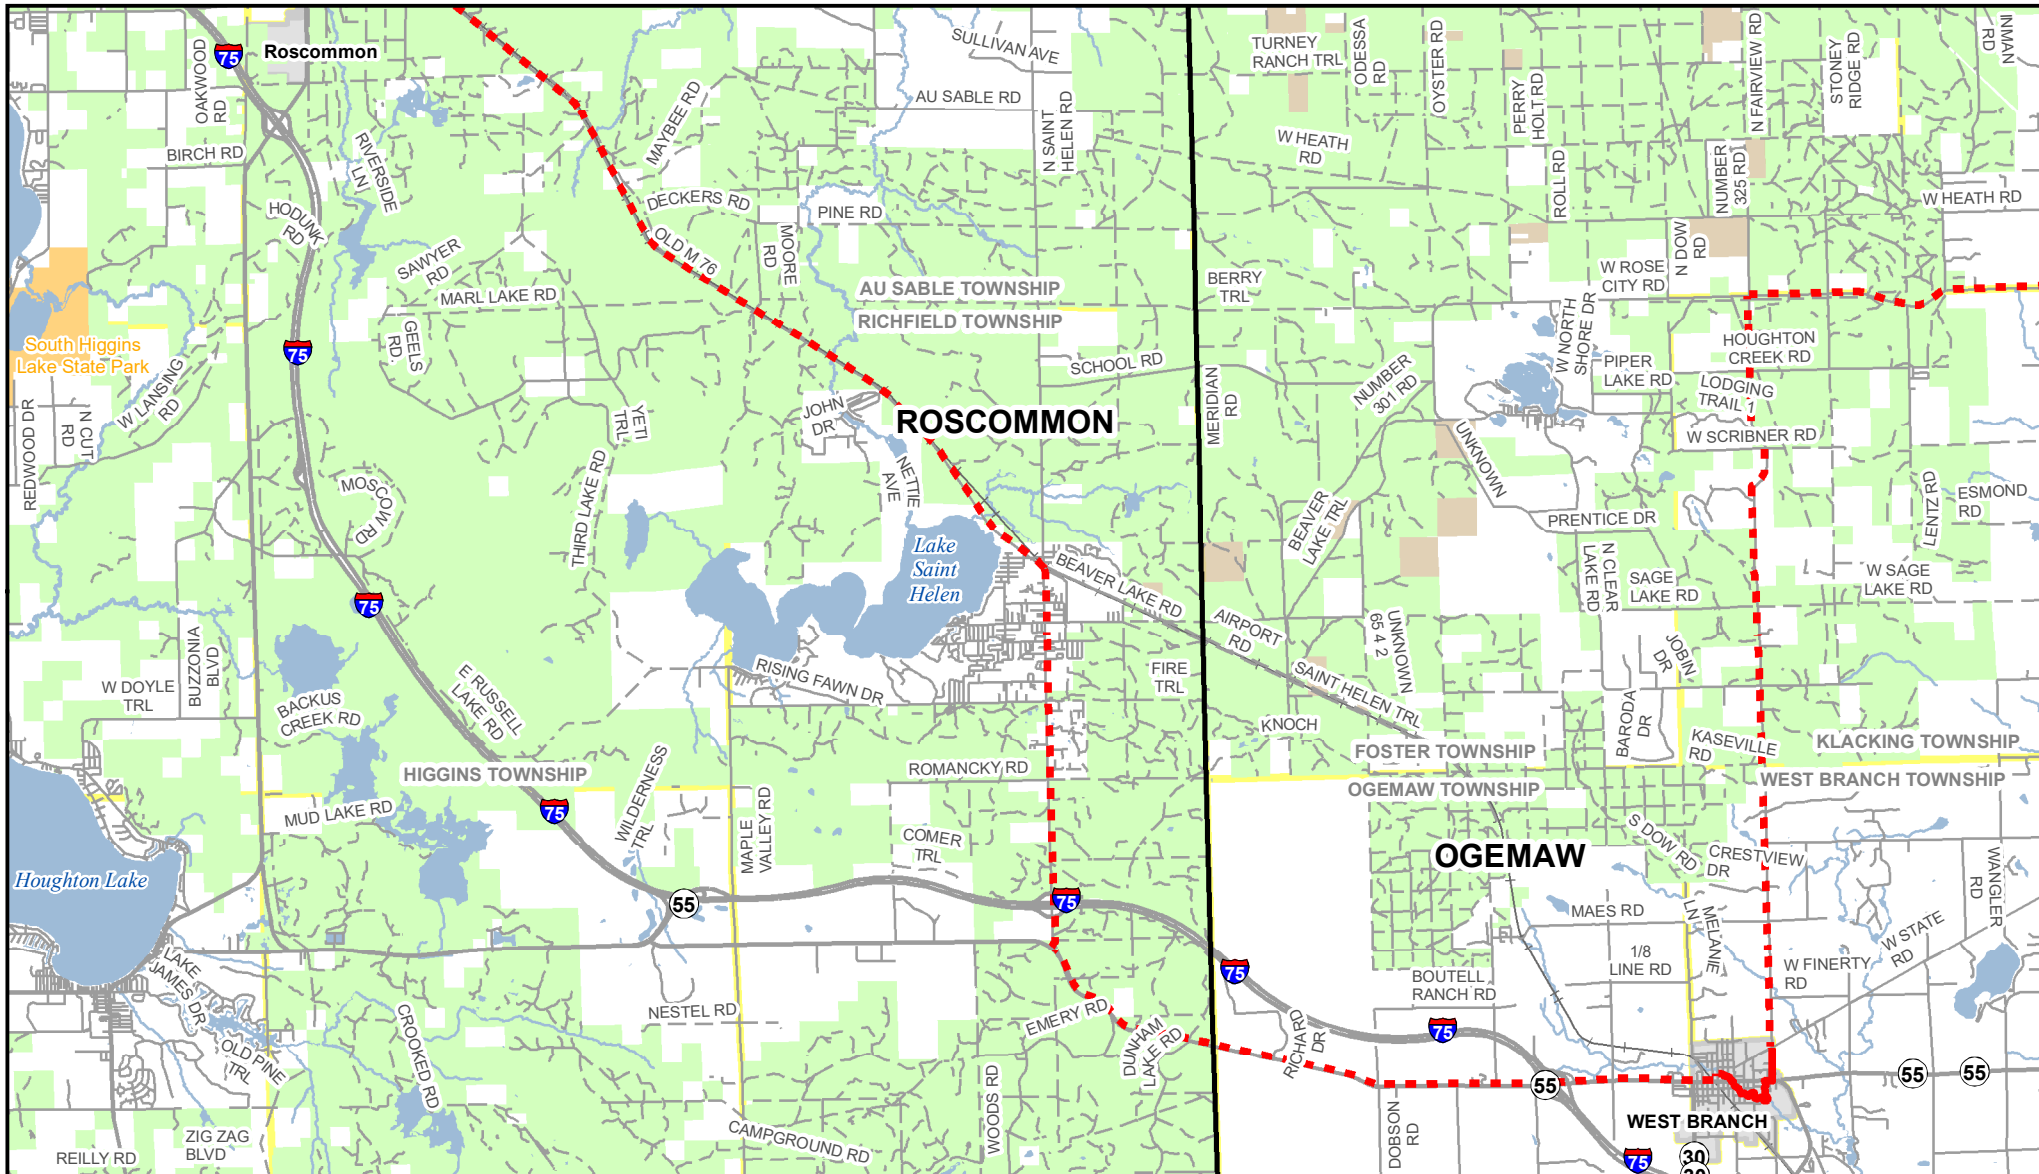 75
Roscommon
OAKWOOD
RD
BIRCH RD
RIVERSIDE
LN
HODUNK
RD
SAWYER
RD
MARL LAKE RD
GEELS
RD.
South Higgins
Lake State Park
REDWOOD DR
N CUT
RD
W LANSING
RD
75
MOSCOW RD
MAYBEE RD
DECKERS RD
OLD M 76
MOORE
RD
PINE RD
SULLIVAN AVE
AU SABLE RD
N SAINT
HELEN RD
AU SABLE TOWNSHIP
RICHFIELD TOWNSHIP
SCHOOL RD
JOHN
DR
NETTIE
AVE
ROSCOMMON
YETI
TRL
THIRD LAKE RD
Lake
Saint
Helen
BEAVER LAKE RD
RISING FAWN DR
FIRE
TRL
ROMANCKY RD
COMER
TRL
MAPLE
VALLEY RD
WILDERNESS
TRL
E RUSSELL
LAKE RD
75
BUZZONIA
BLVD
W DOYLE
TRL
BACKUS
CREEK RD
HIGGINS TOWNSHIP
MUD LAKE RD
75
55
75
Houghton Lake
LAKE
JAMES DR
OLD PINE
TRL
CROOKED RD
NESTEL RD
ZIG ZAG
BLVD
REILLY RD
CAMPGROUND RD
WOODS RD
EMERY RD
DUNHAM
LAKE RD
TURNEY
RANCH TRL
ODESSA
RD
OYSTER RD
PERRY
HOLT RD
N FAIRVIEW RD
STONEY
RIDGE RD
INMAN
RD
W HEATH
RD
ROLL RD
NUMBER
325 RD
W HEATH RD
N DOW
RD
W ROSE
CITY RD
BERRY
TRL
W NORTH
SHORE DR
HOUGHTON
CREEK RD
PIPER
LAKE RD
LODGING
TRAIL 1
W SCRIBNER RD
MERIDIAN
RD
NUMBER
301 RD
UNKNOWN
BEAVER
LAKE TRL
PRENTICE DR
LENTZ RD
ESMOND
RD
N CLEAR
LAKE RD
SAGE
LAKE RD
W SAGE
LAKE RD
AIRPORT
RD
UNKNOWN
65 4 2
JOBIN
DR
SAINT HELEN TRL
KNOCH
BARODA
DR
KASEVILLE
RD
FOSTER TOWNSHIP
OGEMAW TOWNSHIP
KLACKING TOWNSHIP
WEST BRANCH TOWNSHIP
OGEMAW
S DOW RD
CRESTVIEW
DR
WANGLER
RD
MAES RD
MELANIE
LN
1/8
LINE RD
W STATE
RD
W FINERTY
RD
BOUTELL
RANCH RD
75
75
RICHARD
DR
DOBSON
RD
55
55
55
WEST BRANCH
75
30